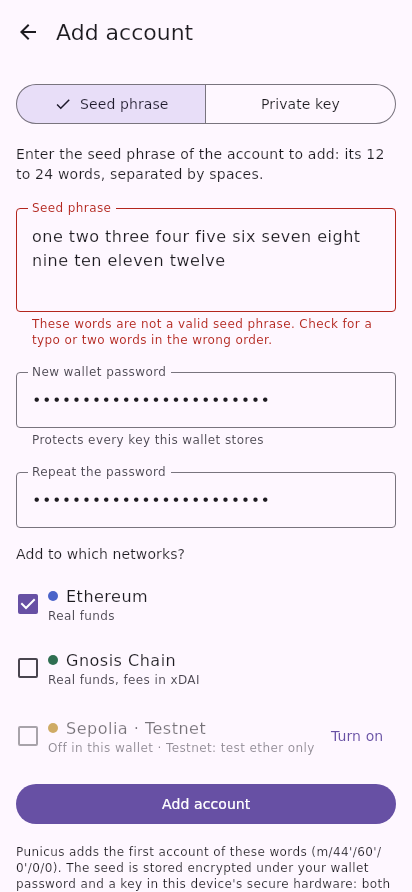 Add account
Seed phrase
Private key
Enter the seed phrase of the account to add: its 12
to 24 words, separated by spaces.
Seed phrase
one two three four five six seven eight
nine ten eleven twelve
These words are not a valid seed phrase. Check for a
typo or two words in the wrong order.
New wallet password
••••••••••••••••••••••••
Protects every key this wallet stores
Repeat the password
••••••••••••••••••••••••
Add to which networks?
Ethereum
Real funds
Gnosis Chain
Real funds, fees in xDAI
Sepolia · Testnet
Off in this wallet · Testnet: test ether only
Turn on
Add account
Punicus adds the first account of these words (m/44'/60'/
0'/0/0). The seed is stored encrypted under your wallet
password and a key in this device's secure hardware: both